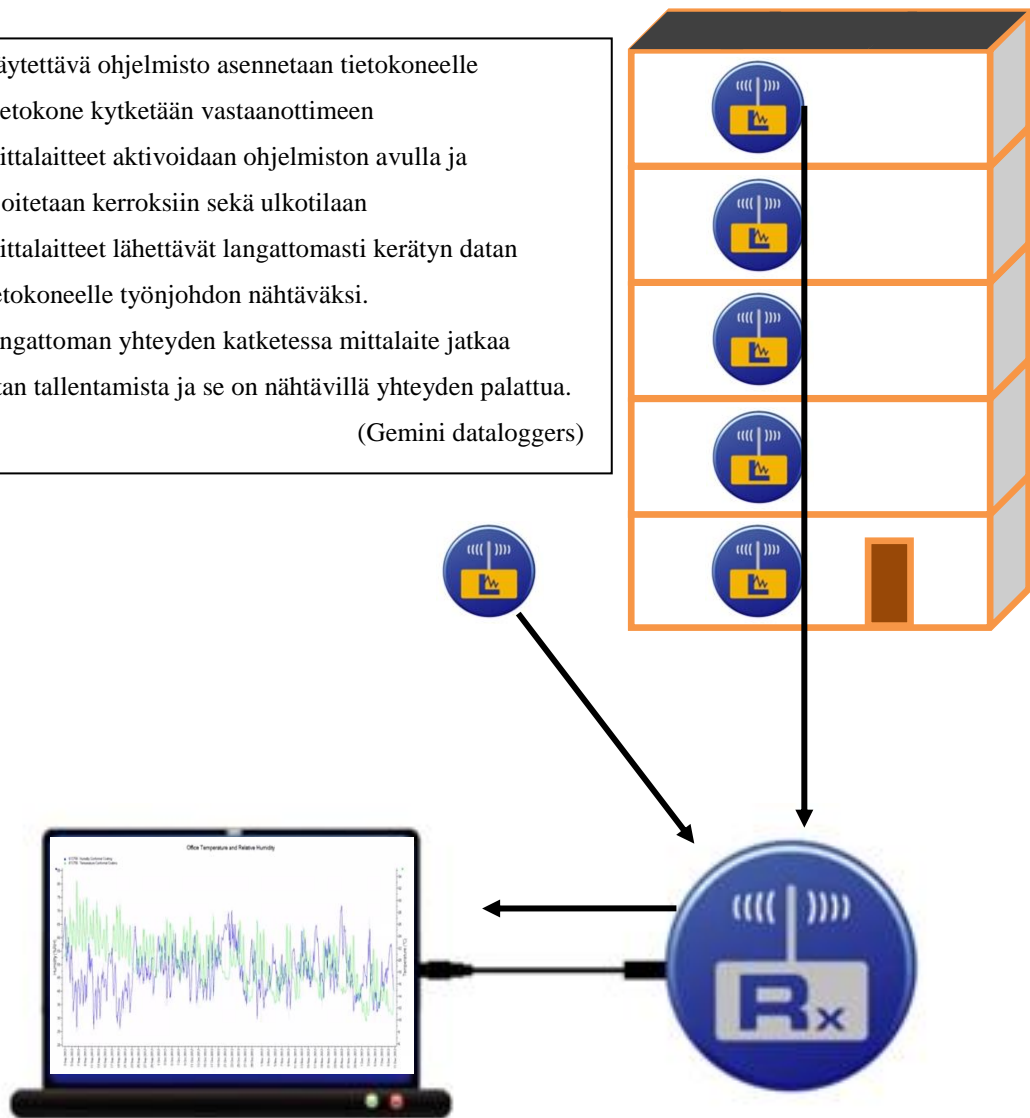 äytettävä ohjelmisto asennetaan tietokoneelle
etokone kytketään vastaanottimeen
ittalaitteet aktivoidaan ohjelmiston avulla ja
oitetaan kerroksiin sekä ulkotilaan
ittalaitteet lähettävät langattomasti kerätyn datan
etokoneelle työnjohdon nähtäväksi.
ngattoman yhteyden katketessa mittalaite jatkaa
tan tallentamista ja se on nähtävillä yhteyden palattua.
(Gemini dataloggers)
Office Temperature and Relative Humidity
Rx